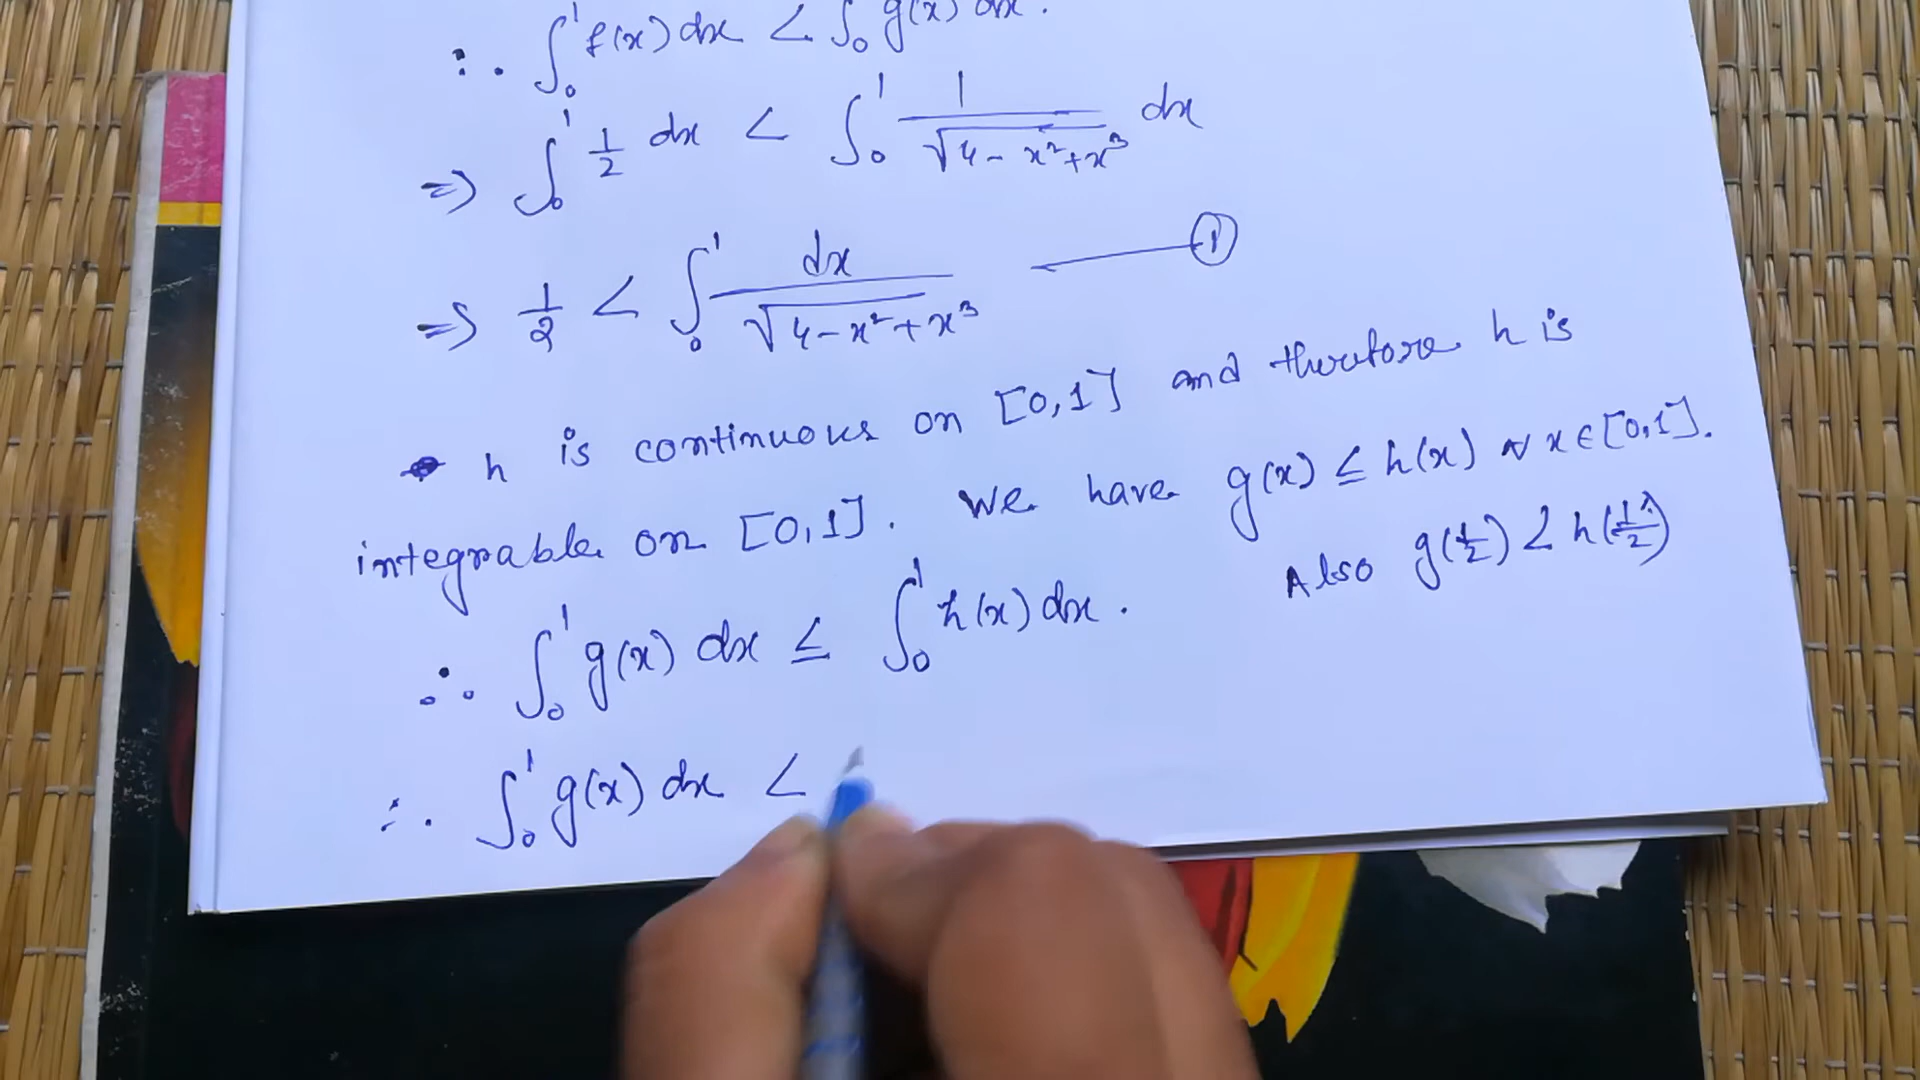 ∴ ∫₀¹ f(x) dx < ∫₀ g(x) dx.
⇒ ∫₀¹ 1/2 dx < ∫₀¹ 1/√(4-x²+x³) dx
⇒ 1/2 < ∫₀¹ dx/√(4-x²+x³) ①
h is continuous on [0,1] and therefore h is
integrable on [0,1]. We have g(x) ≤ h(x) ∀ x ∈ [0,1].
∴ ∫₀¹ g(x) dx ≤ ∫₀¹ h(x) dx. Also g(1/2) < h(1/2)
∴ ∫₀¹ g(x) dx <